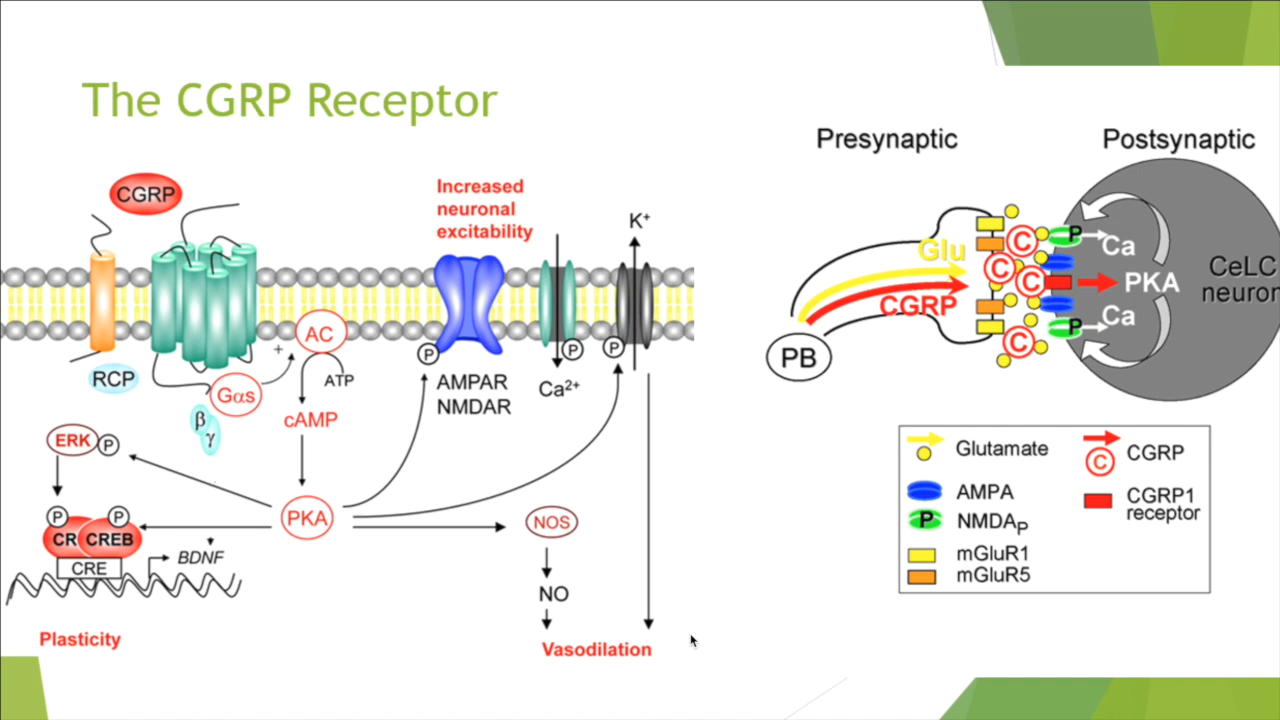 The CGRP Receptor
CGRP
Increased
neuronal
excitability
K+
AC
+
ATP
RCP
Gαs
β
γ
cAMP
P
AMPAR
NMDAR
P
Ca2+
P
ERK
P
PKA
P
P
CR
CREB
CRE
BDNF
NOS
NO
Plasticity
Vasodilation
Presynaptic
Postsynaptic
Glu
CGRP
PB
C
C
C
C
P
Ca
PKA
P
Ca
CeLC
neuron
Glutamate
C
CGRP
AMPA
P
NMDAP
CGRP1
receptor
mGluR1
mGluR5